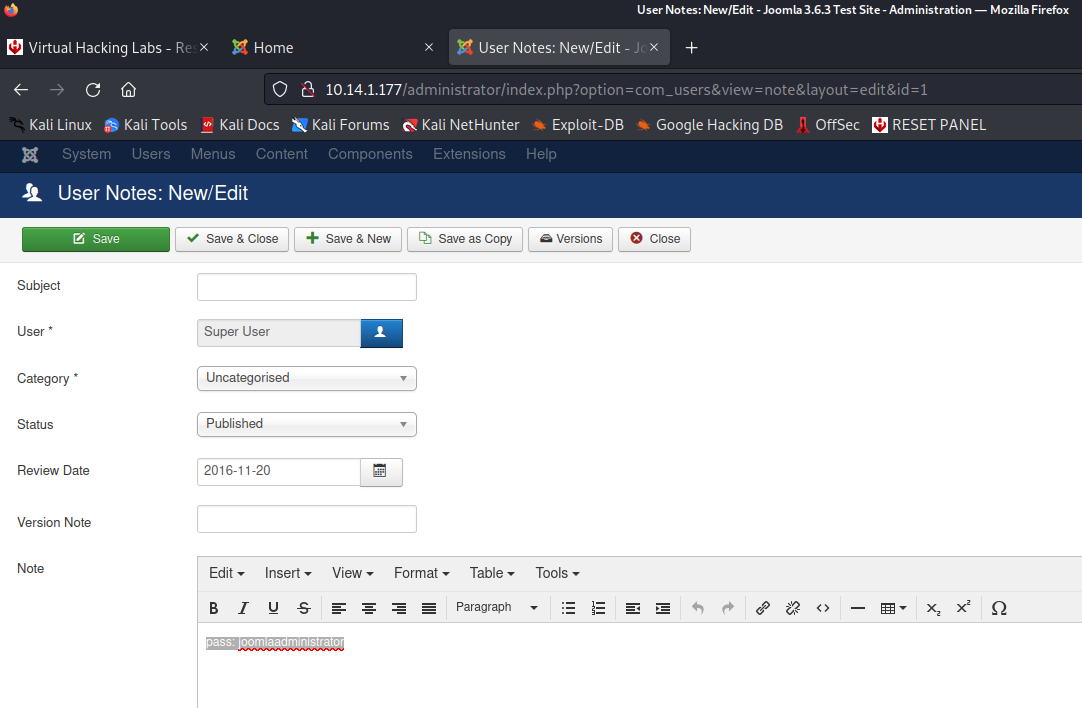 User Notes: New/Edit - Joomla 3.6.3 Test Site - Administration — Mozilla Firefox
Virtual Hacking Labs - Res
Home
User Notes: New/Edit - Jo
10.14.1.177/administrator/index.php?option=com_users&view=note&layout=edit&id=1
Kali Linux Kali Tools Kali Docs Kali Forums Kali NetHunter Exploit-DB Google Hacking DB OffSec RESET PANEL
System Users Menus Content Components Extensions Help
User Notes: New/Edit
Save Save & Close Save & New Save as Copy Versions Close
Subject
User * Super User
Category * Uncategorised
Status Published
Review Date 2016-11-20
Version Note
Note Edit Insert View Format Table Tools
B I U S Paragraph X₂ X² Ω
pass: joomlaadministrator